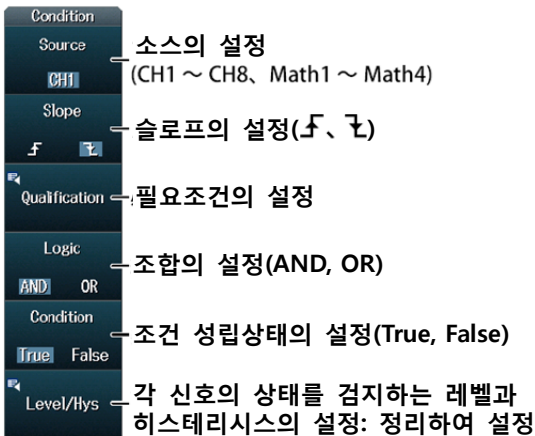 Condition
Source
CH1
소스의 설정
(CH1 ～ CH8、Math1 ～ Math4)
Slope
슬로프의 설정(、)
Qualification
필요조건의 설정
Logic
AND OR
조합의 설정(AND, OR)
Condition
True False
조건 성립상태의 설정(True, False)
Level/Hys
각 신호의 상태를 검지하는 레벨과
히스테리시스의 설정: 정리하여 설정